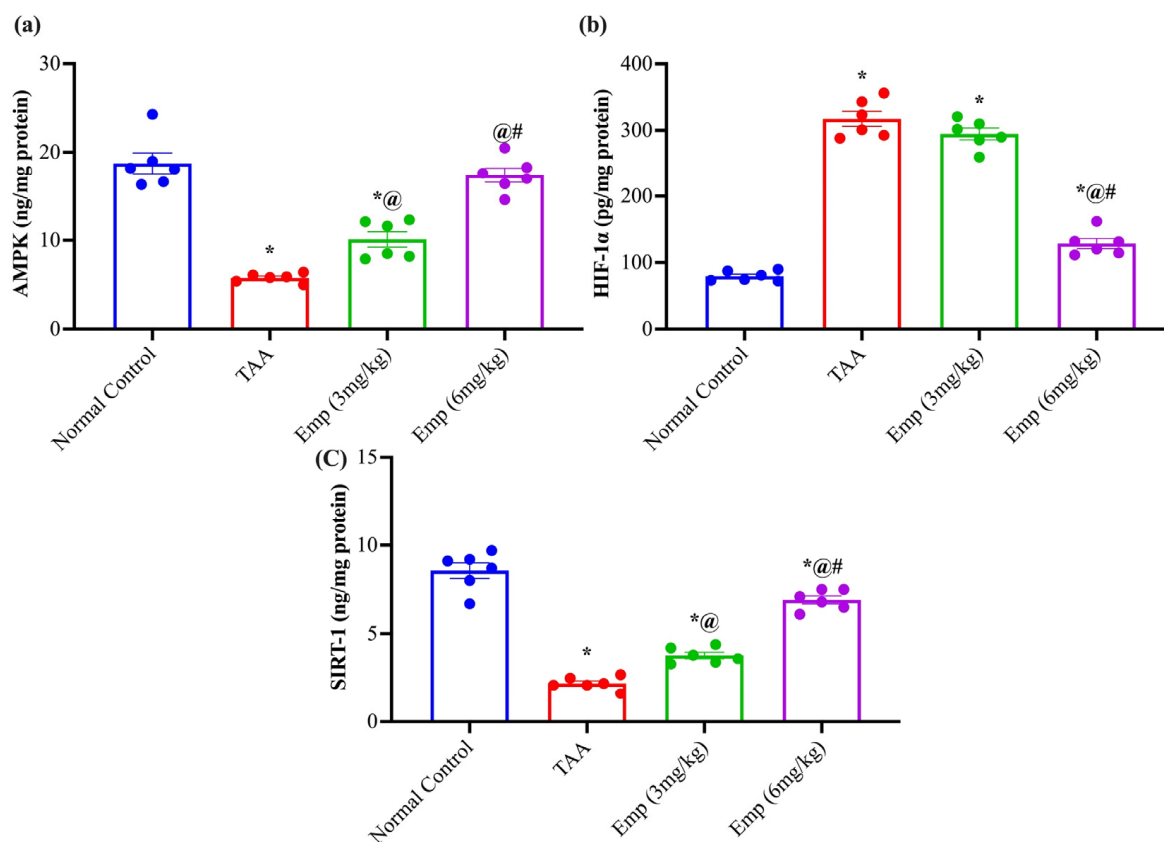 (a)
AMPK (ng/mg protein)
30
20
10
0
*
*@
@#
Normal Control
TAA
Emp (3mg/kg)
Emp (6mg/kg)
(b)
HIF-1α (pg/mg protein)
400
300
200
100
0
*
*
*@#
Normal Control
TAA
Emp (3mg/kg)
Emp (6mg/kg)
(C)
SIRT-1 (ng/mg protein)
15
10
5
0
*
*@
*@#
Normal Control
TAA
Emp (3mg/kg)
Emp (6mg/kg)